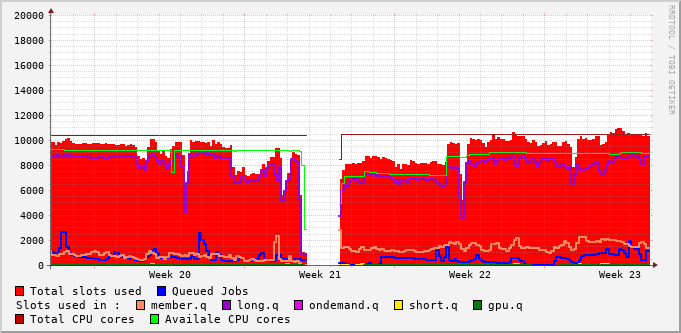 20000
18000
16000
14000
12000
10000
8000
6000
4000
2000
0
Week 20 Week 21 Week 22 Week 23
RRDTOOL / TOBI OETIKER
Total slots used Queued Jobs
Slots used in : member.q long.q ondemand.q short.q gpu.q
Total CPU cores Availale CPU cores